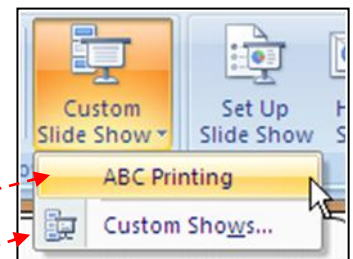 Custom
Slide Show
Set Up
Slide Show
ABC Printing
Custom Shows...